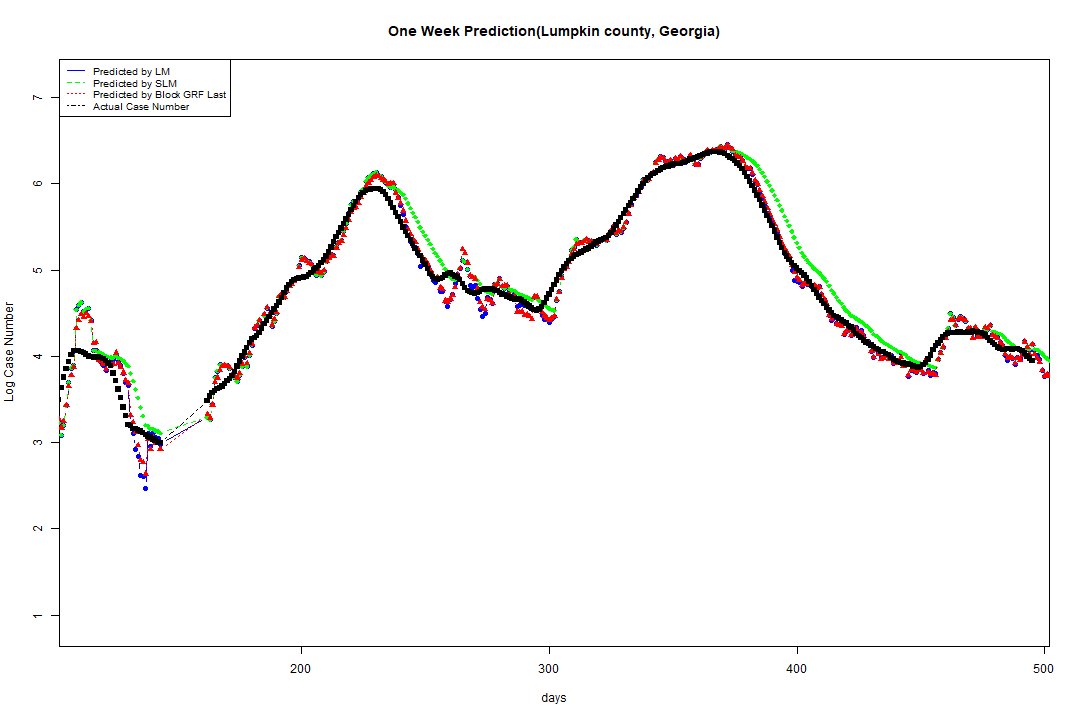 One Week Prediction(Lumpkin county, Georgia)
Predicted by LM
Predicted by SLM
Predicted by Block GRF Last
Actual Case Number
7
6
5
4
3
2
1
Log Case Number
200 300 400 500
days